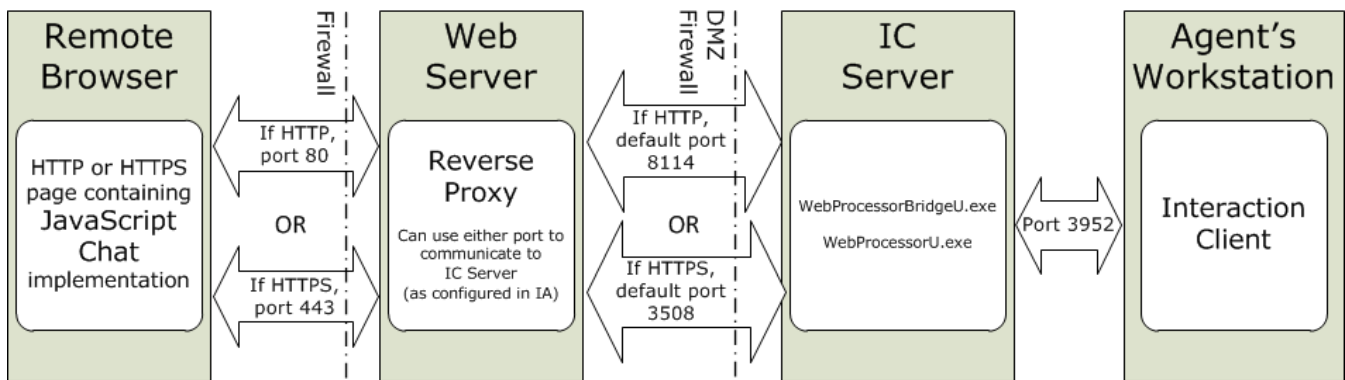 Remote
Browser
HTTP or HTTPS
page containing
JavaScript
Chat
implementation
Firewall
If HTTP,
port 80
OR
If HTTPS,
port 443
Web
Server
Reverse
Proxy
Can use either port to
communicate to
IC Server
(as configured in IA)
DMZ
Firewall
If HTTP,
default port
8114
OR
If HTTPS,
default port
3508
IC
Server
WebProcessorBridgeU.exe
WebProcessorU.exe
Port 3952
Agent's
Workstation
Interaction
Client